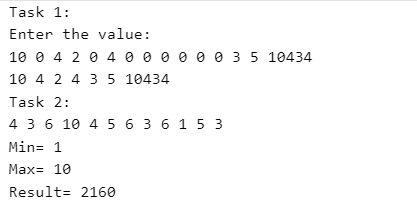 Task 1:
Enter the value:
10 0 4 2 0 4 0 0 0 0 0 0 3 5 10434
10 4 2 4 3 5 10434
Task 2:
4 3 6 10 4 5 6 3 6 1 5 3
Min= 1
Max= 10
Result= 2160